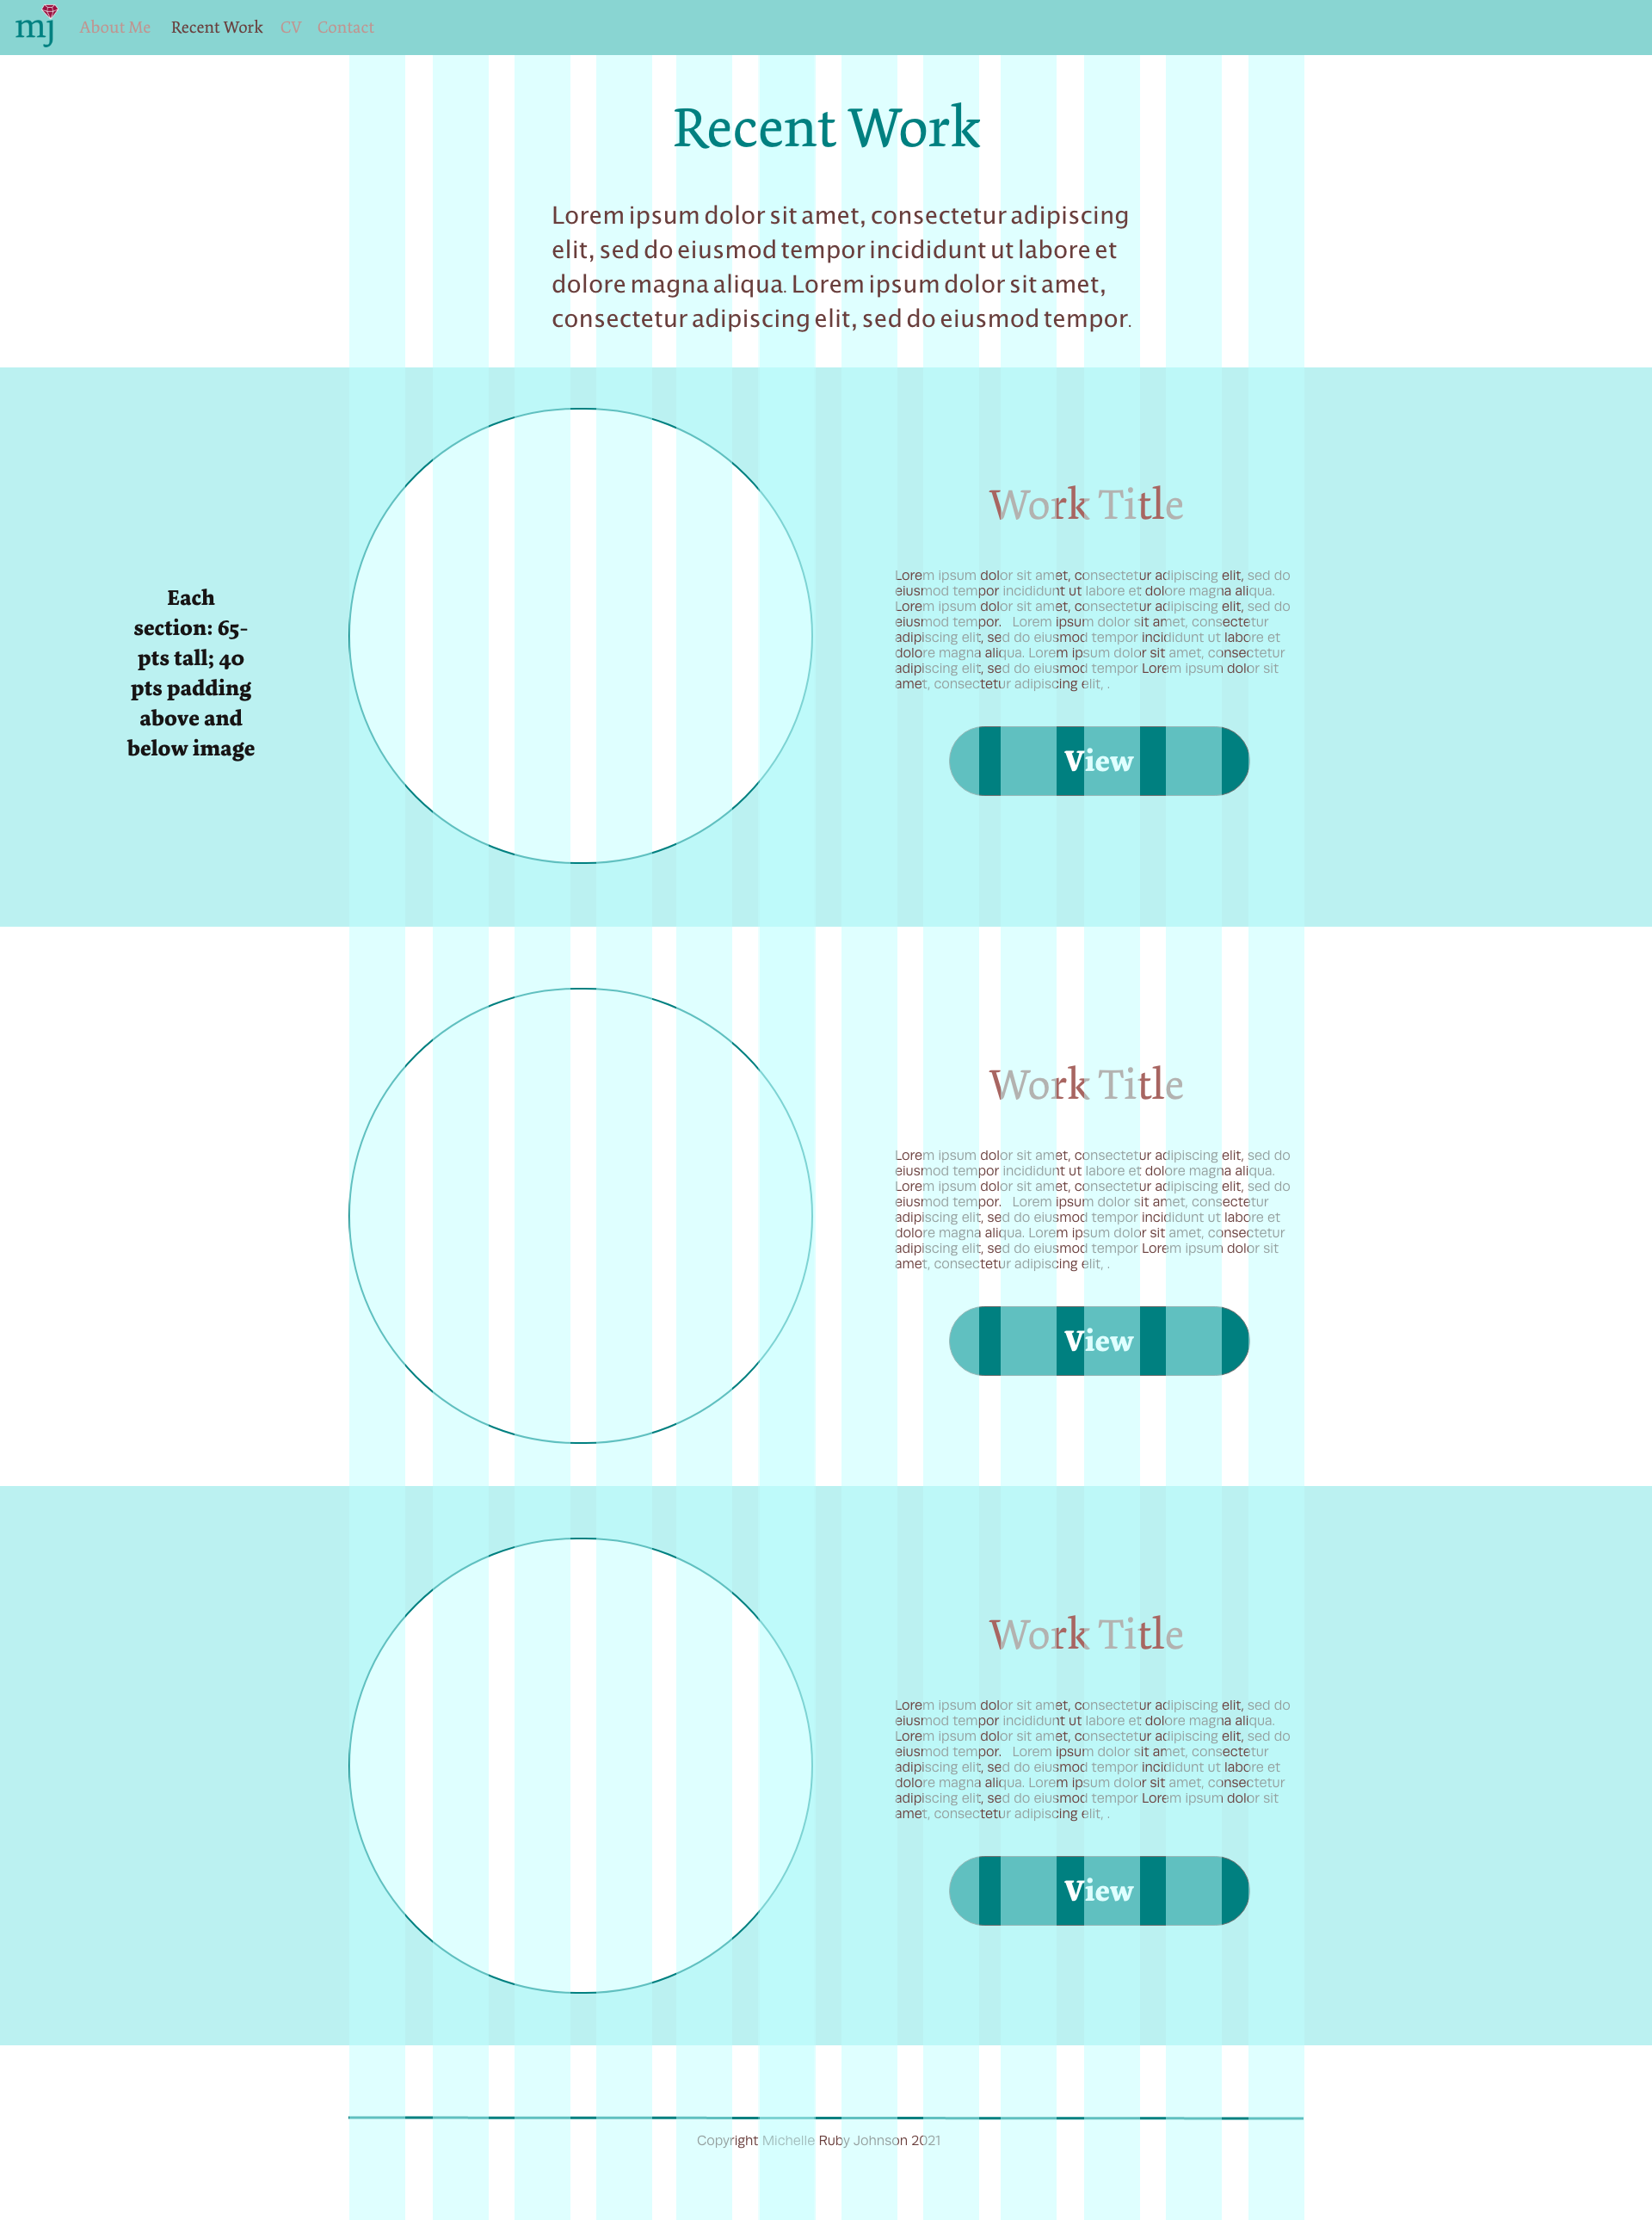 mj About Me Recent Work CV Contact
Recent Work
Lorem ipsum dolor sit amet, consectetur adipiscing
elit, sed do eiusmod tempor incididunt ut labore et
dolore magna aliqua. Lorem ipsum dolor sit amet,
consectetur adipiscing elit, sed do eiusmod tempor.
Each
section: 65-
pts tall; 40
pts padding
above and
below image
Work Title
Lorem ipsum dolor sit amet, consectetur adipiscing elit, sed do
eiusmod tempor incididunt ut labore et dolore magna aliqua.
Lorem ipsum dolor sit amet, consectetur adipiscing elit, sed do
eiusmod tempor.   Lorem ipsum dolor sit amet, consectetur
adipiscing elit, sed do eiusmod tempor incididunt ut labore et
dolore magna aliqua. Lorem ipsum dolor sit amet, consectetur
adipiscing elit, sed do eiusmod tempor Lorem ipsum dolor sit
amet, consectetur adipiscing elit, .
View
Work Title
Lorem ipsum dolor sit amet, consectetur adipiscing elit, sed do
eiusmod tempor incididunt ut labore et dolore magna aliqua.
Lorem ipsum dolor sit amet, consectetur adipiscing elit, sed do
eiusmod tempor.   Lorem ipsum dolor sit amet, consectetur
adipiscing elit, sed do eiusmod tempor incididunt ut labore et
dolore magna aliqua. Lorem ipsum dolor sit amet, consectetur
adipiscing elit, sed do eiusmod tempor Lorem ipsum dolor sit
amet, consectetur adipiscing elit, .
View
Work Title
Lorem ipsum dolor sit amet, consectetur adipiscing elit, sed do
eiusmod tempor incididunt ut labore et dolore magna aliqua.
Lorem ipsum dolor sit amet, consectetur adipiscing elit, sed do
eiusmod tempor.   Lorem ipsum dolor sit amet, consectetur
adipiscing elit, sed do eiusmod tempor incididunt ut labore et
dolore magna aliqua. Lorem ipsum dolor sit amet, consectetur
adipiscing elit, sed do eiusmod tempor Lorem ipsum dolor sit
amet, consectetur adipiscing elit, .
View
Copyright Michelle Ruby Johnson 2021